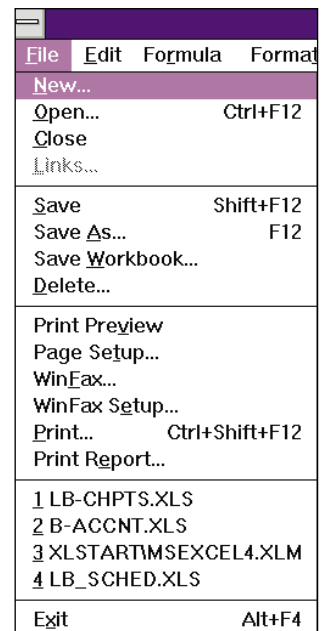 File Edit Formula Format
New...
Open... Ctrl+F12
Close
Links...
Save Shift+F12
Save As... F12
Save Workbook...
Delete...
Print Preview
Page Setup...
WinFax...
WinFax Setup...
Print... Ctrl+Shift+F12
Print Report...
1 LB-CHPTS.XLS
2 B-ACCNT.XLS
3 XLSTART\MSEXCEL4.XLM
4 LB_SCHED.XLS
Exit Alt+F4